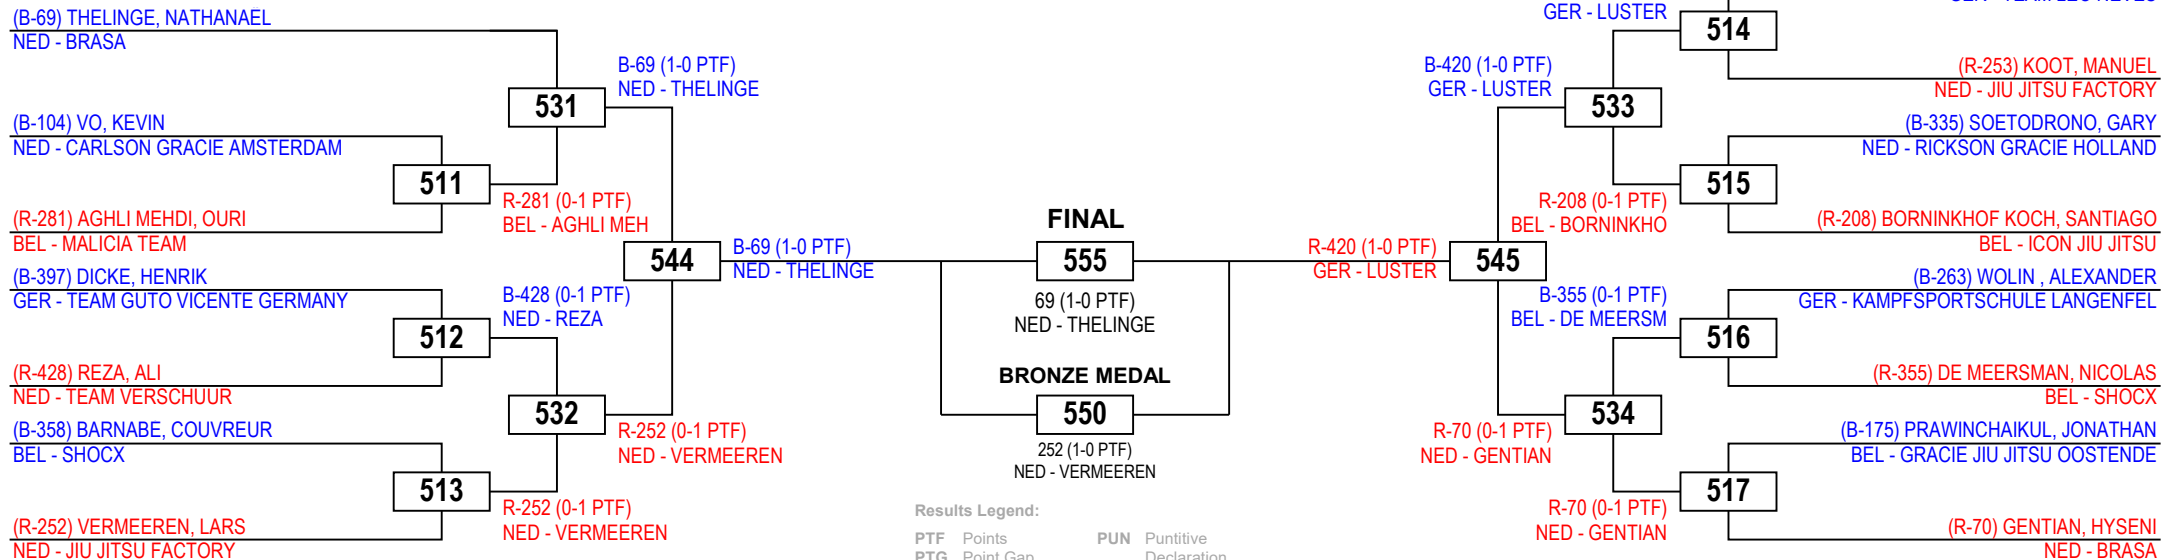 (B-69) THELINGE, NATHANAEL
NED - BRASA
B-69 (1-0 PTF)
NED - THELINGE
531
(B-104) VO, KEVIN
NED - CARLSON GRACIE AMSTERDAM
511
R-281 (0-1 PTF)
BEL - AGHLI MEH
(R-281) AGHLI MEHDI, OURI
BEL - MALICIA TEAM
544
B-69 (1-0 PTF)
NED - THELINGE
(B-397) DICKE, HENRIK
GER - TEAM GUTO VICENTE GERMANY
B-428 (0-1 PTF)
NED - REZA
512
(R-428) REZA, ALI
NED - TEAM VERSCHUUR
532
R-252 (0-1 PTF)
NED - VERMEEREN
(B-358) BARNABE, COUVREUR
BEL - SHOCX
513
R-252 (0-1 PTF)
NED - VERMEEREN
(R-252) VERMEEREN, LARS
NED - JIU JITSU FACTORY
FINAL
555
69 (1-0 PTF)
NED - THELINGE
BRONZE MEDAL
550
252 (1-0 PTF)
NED - VERMEEREN
Results Legend:
PTF Points
PUN Puntitive
PTG Point Gap
Declaration
GER - LUSTER
514
(R-253) KOOT, MANUEL
NED - JIU JITSU FACTORY
B-420 (1-0 PTF)
GER - LUSTER
533
(B-335) SOETODRONO, GARY
NED - RICKSON GRACIE HOLLAND
515
R-208 (0-1 PTF)
BEL - BORNINKHO
(R-208) BORNINKHOF KOCH, SANTIAGO
BEL - ICON JIU JITSU
R-420 (1-0 PTF)
GER - LUSTER
545
(B-263) WOLIN , ALEXANDER
GER - KAMPFSPORTSCHULE LANGENFEL
B-355 (0-1 PTF)
BEL - DE MEERSM
516
(R-355) DE MEERSMAN, NICOLAS
BEL - SHOCX
534
R-70 (0-1 PTF)
NED - GENTIAN
(B-175) PRAWINCHAIKUL, JONATHAN
BEL - GRACIE JIU JITSU OOSTENDE
517
R-70 (0-1 PTF)
NED - GENTIAN
(R-70) GENTIAN, HYSENI
NED - BRASA